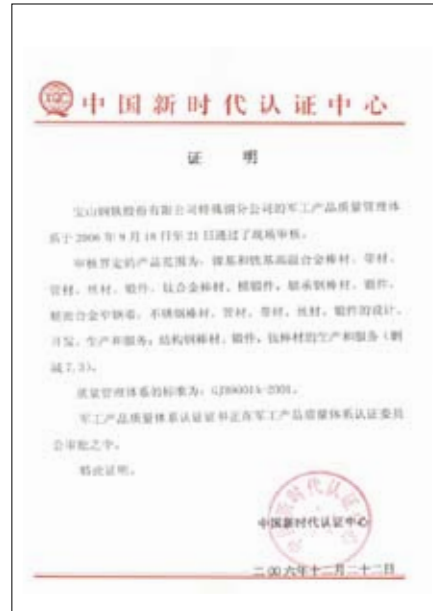 中国新时代认证中心
证 明
宝山钢铁股份有限公司特殊钢分公司的军工产品质量管理体
系于2006年9月18日至21日通过了现场审核。
审核界定的产品范围为:镍基和铁基高温合金棒材、带材、
管材、丝材、锻件,钛合金棒材、模锻件,轴承钢棒材、锻件,
精密合金 不锈钢棒材、管材、带材、丝材、锻件的设计、
开发、生产和服务;结构钢棒材、锻件, 棒材的生产和服务(删
减7.3)。
质量管理体系的标准为:GJB9001A-2001。
军工产品质量体系认证证书正在军工产品质量体系认证委员
会审批之中。
特此证明。
中国新时代认证中心
二00六年十二月二十二日